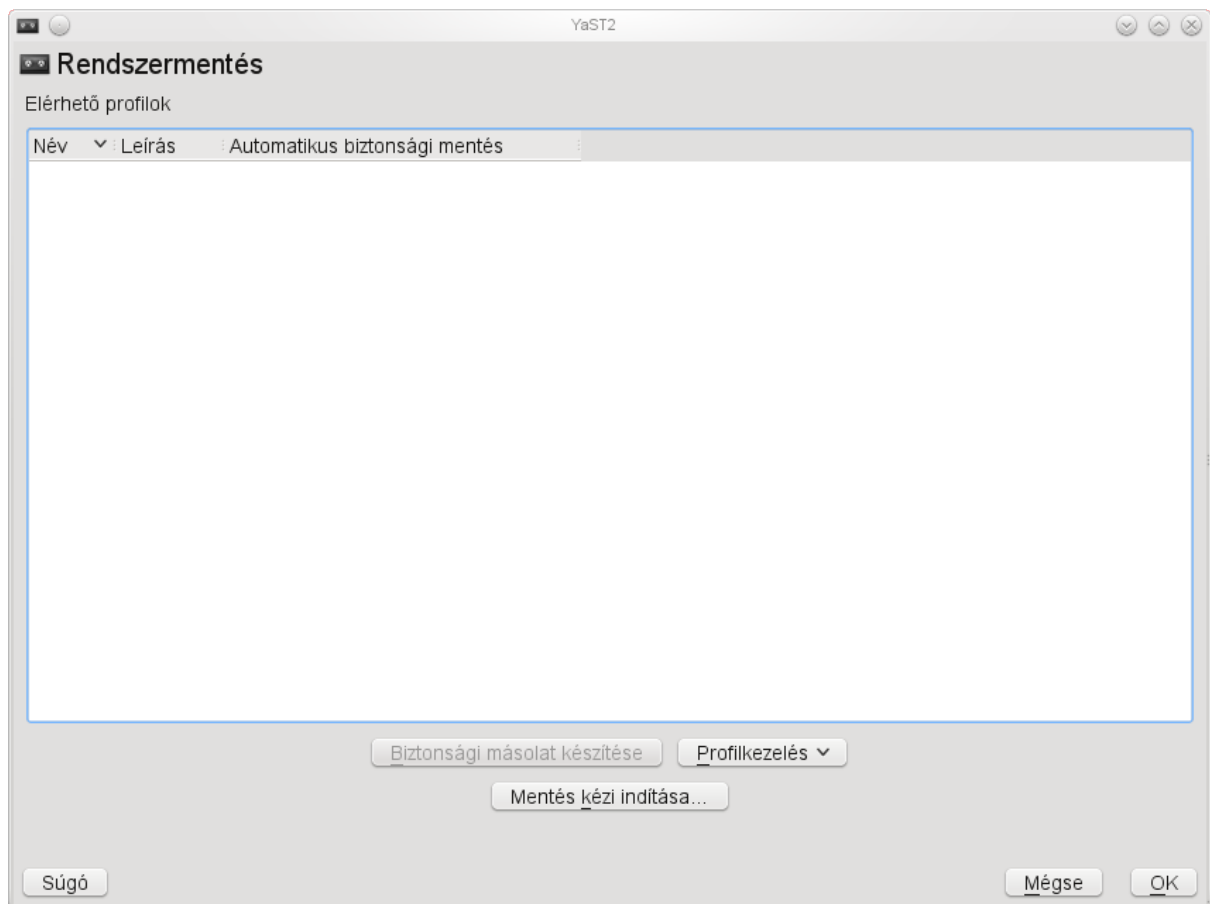 YaST2
Rendszermentés
Elérhető profilok
Név Leírás Automatikus biztonsági mentés
Biztonsági másolat készítése Profilkezelés
Mentés kézi indítása...
Súgó Mégse OK